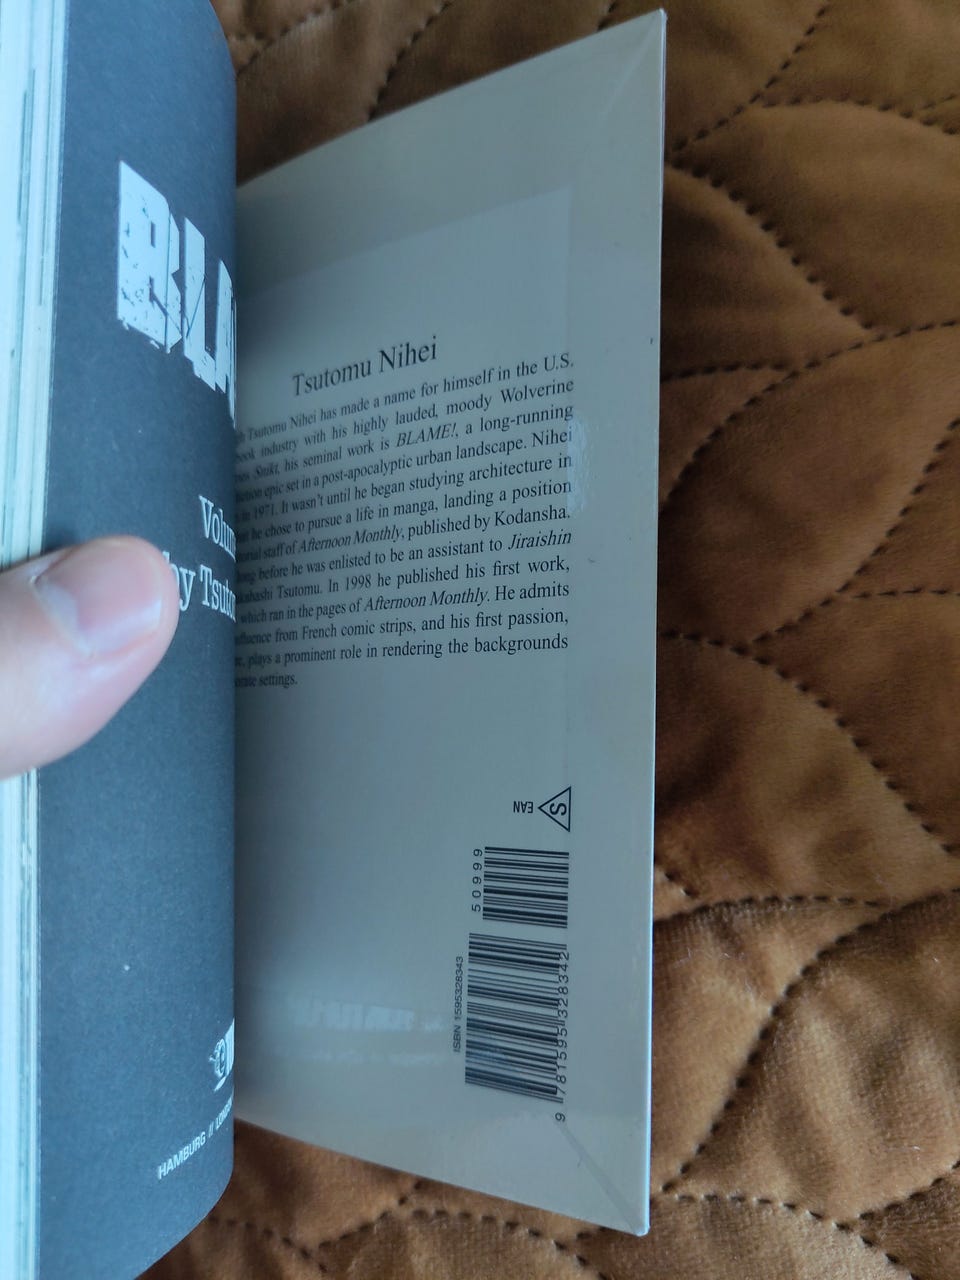 BLA
Volum
by Tsuto
HAMBURG // LONDO
Tsutomu Nihei
Tsutomu Nihei has made a name for himself in the U.S.
book industry with his highly lauded, moody Wolverine
Snikt, his seminal work is BLAME!, a long-running
epic set in a post-apocalyptic urban landscape. Nihei
in 1971. It wasn't until he began studying architecture in
he chose to pursue a life in manga, landing a position
staff of Afternoon Monthly, published by Kodansha.
long before he was enlisted to be an assistant to Jiraishin
Tsutomu. In 1998 he published his first work,
which ran in the pages of Afternoon Monthly. He admits
from French comic strips, and his first passion,
plays a prominent role in rendering the backgrounds
settings.
S
EAN
50999
ISBN 1595328343
9 781595 328342